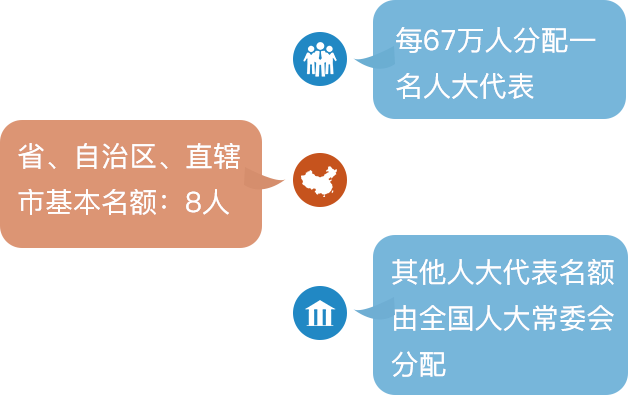 每67万人分配一
名人大代表
省、自治区、直辖
市基本名额：8人
其他人大代表名额
由全国人大常委会
分配